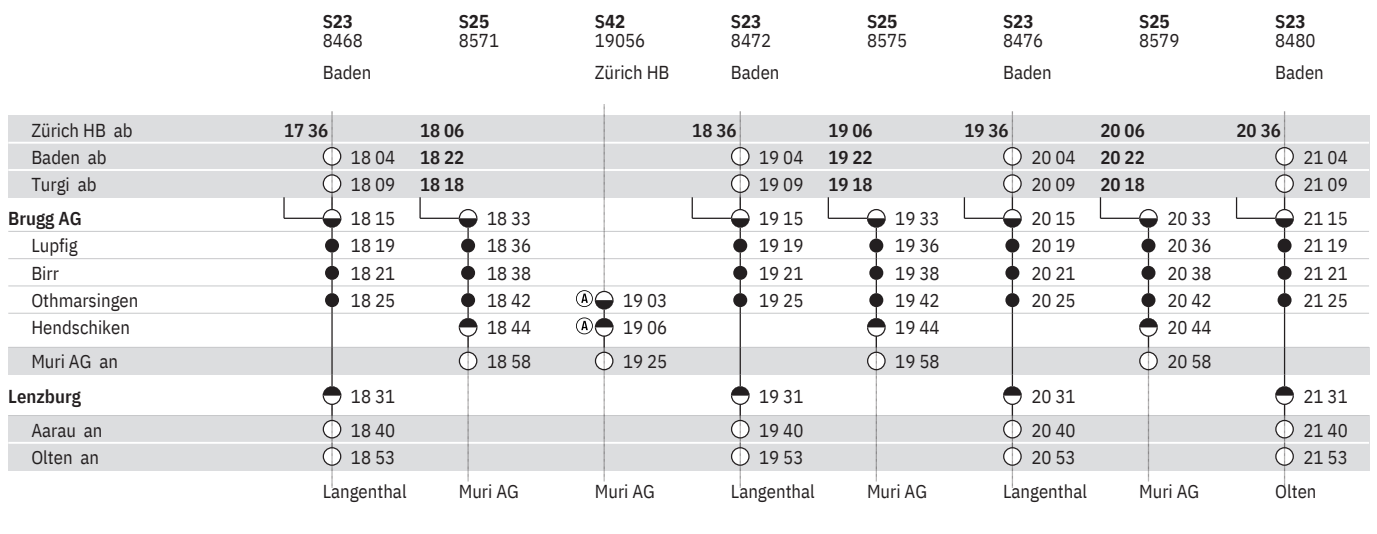 S23 S25 S42 S23 S25 S23 S25 S23
8468 8571 19056 8472 8575 8476 8579 8480
Baden Zürich HB Baden Baden Baden
Zürich HB ab 17 36 18 06 18 36 19 06 19 36 20 06 20 36
Baden ab 18 04 18 22 19 04 19 22 20 04 20 22 21 04
Turgi ab 18 09 18 18 19 09 19 18 20 09 20 18 21 09
Brugg AG 18 15 18 33 19 15 19 33 20 15 20 33 21 15
Lupfig 18 19 18 36 19 19 19 36 20 19 20 36 21 19
Birr 18 21 18 38 19 21 19 38 20 21 20 38 21 21
Othmarsingen 18 25 18 42 A 19 03 19 25 19 42 20 25 20 42 21 25
Hendschiken 18 44 A 19 06 19 44 20 44
Muri AG an 18 58 19 25 19 58 20 58
Lenzburg 18 31 19 31 20 31 21 31
Aarau an 18 40 19 40 20 40 21 40
Olten an 18 53 19 53 20 53 21 53
Langenthal Muri AG Muri AG Langenthal Muri AG Langenthal Muri AG Olten